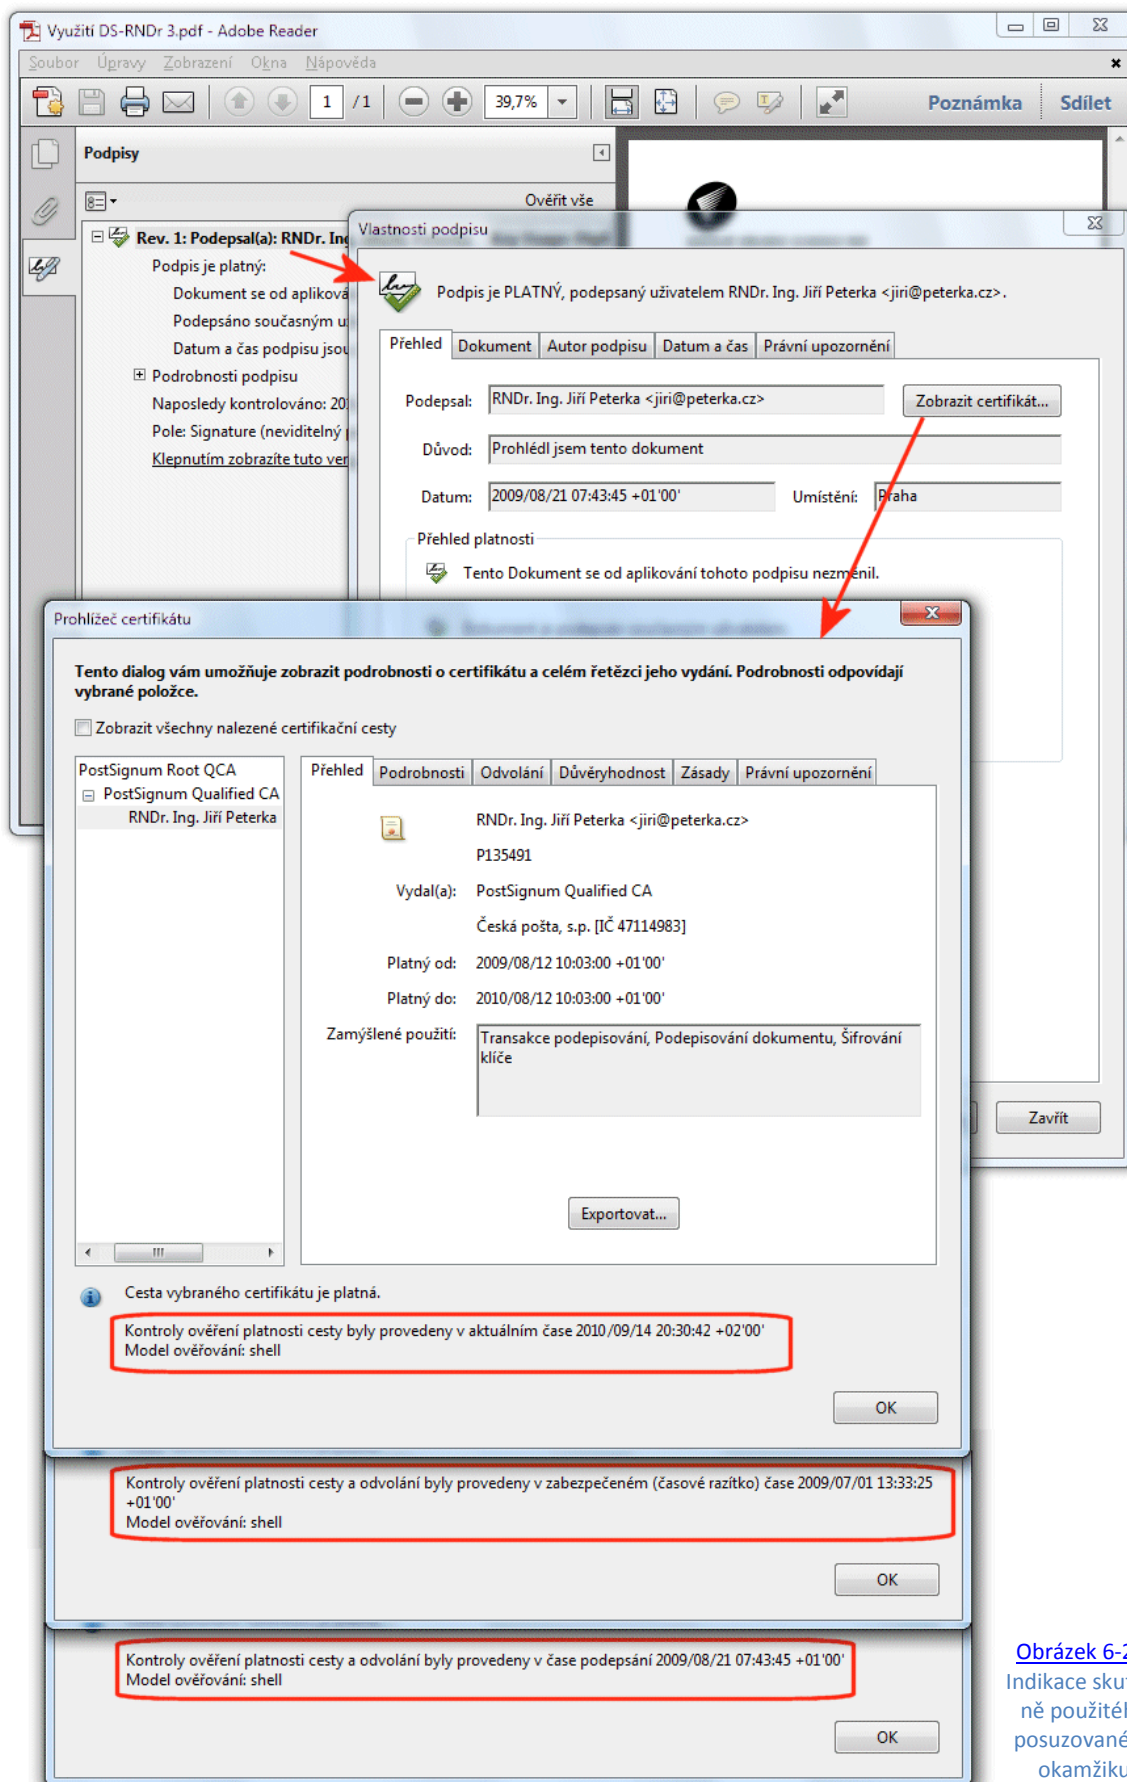 Využití DS-RNDr 3.pdf - Adobe Reader
Soubor Úpravy Zobrazení Okna Nápověda
1 / 1 39,7% Poznámka Sdílet
Podpisy
Ověřit vše
Rev. 1: Podepsal(a): RNDr. Ing
Podpis je platný:
Dokument se od aplikova
Podepsáno současným u
Datum a čas podpisu jsou
Podrobnosti podpisu
Naposledy kontrolováno: 20
Pole: Signature (neviditelný
Klepnutím zobrazíte tuto ver
Vlastnosti podpisu
Podpis je PLATNÝ, podepsaný uživatelem RNDr. Ing. Jiří Peterka <jiri@peterka.cz>.
Přehled Dokument Autor podpisu Datum a čas Právní upozornění
Podepsal: RNDr. Ing. Jiří Peterka <jiri@peterka.cz> Zobrazit certifikát...
Důvod: Prohlédl jsem tento dokument
Datum: 2009/08/21 07:43:45 +01'00' Umístění: Praha
Přehled platnosti
Tento Dokument se od aplikování tohoto podpisu nezměnil.
Zavřít
Prohlížeč certifikátu
Tento dialog vám umožňuje zobrazit podrobnosti o certifikátu a celém řetězci jeho vydání. Podrobnosti odpovídají
vybrané položce.
Zobrazit všechny nalezené certifikační cesty
PostSignum Root QCA
PostSignum Qualified CA
RNDr. Ing. Jiří Peterka
Přehled Podrobnosti Odvolání Důvěryhodnost Zásady Právní upozornění
RNDr. Ing. Jiří Peterka <jiri@peterka.cz>
P135491
Vydal(a): PostSignum Qualified CA
Česká pošta, s.p. [IČ 47114983]
Platný od: 2009/08/12 10:03:00 +01'00'
Platný do: 2010/08/12 10:03:00 +01'00'
Zamýšlené použití: Transakce podepisování, Podepisování dokumentu, Šifrování
klíče
Exportovat...
Cesta vybraného certifikátu je platná.
Kontroly ověření platnosti cesty byly provedeny v aktuálním čase 2010/09/14 20:30:42 +02'00'
Model ověřování: shell
OK
Kontroly ověření platnosti cesty a odvolání byly provedeny v zabezpečeném (časové razítko) čase 2009/07/01 13:33:25
+01'00'
Model ověřování: shell
OK
Kontroly ověření platnosti cesty a odvolání byly provedeny v čase podepsání 2009/08/21 07:43:45 +01'00'
Model ověřování: shell
OK
Obrázek 6-2
Indikace sku
ně použité
posuzované
okamžiku